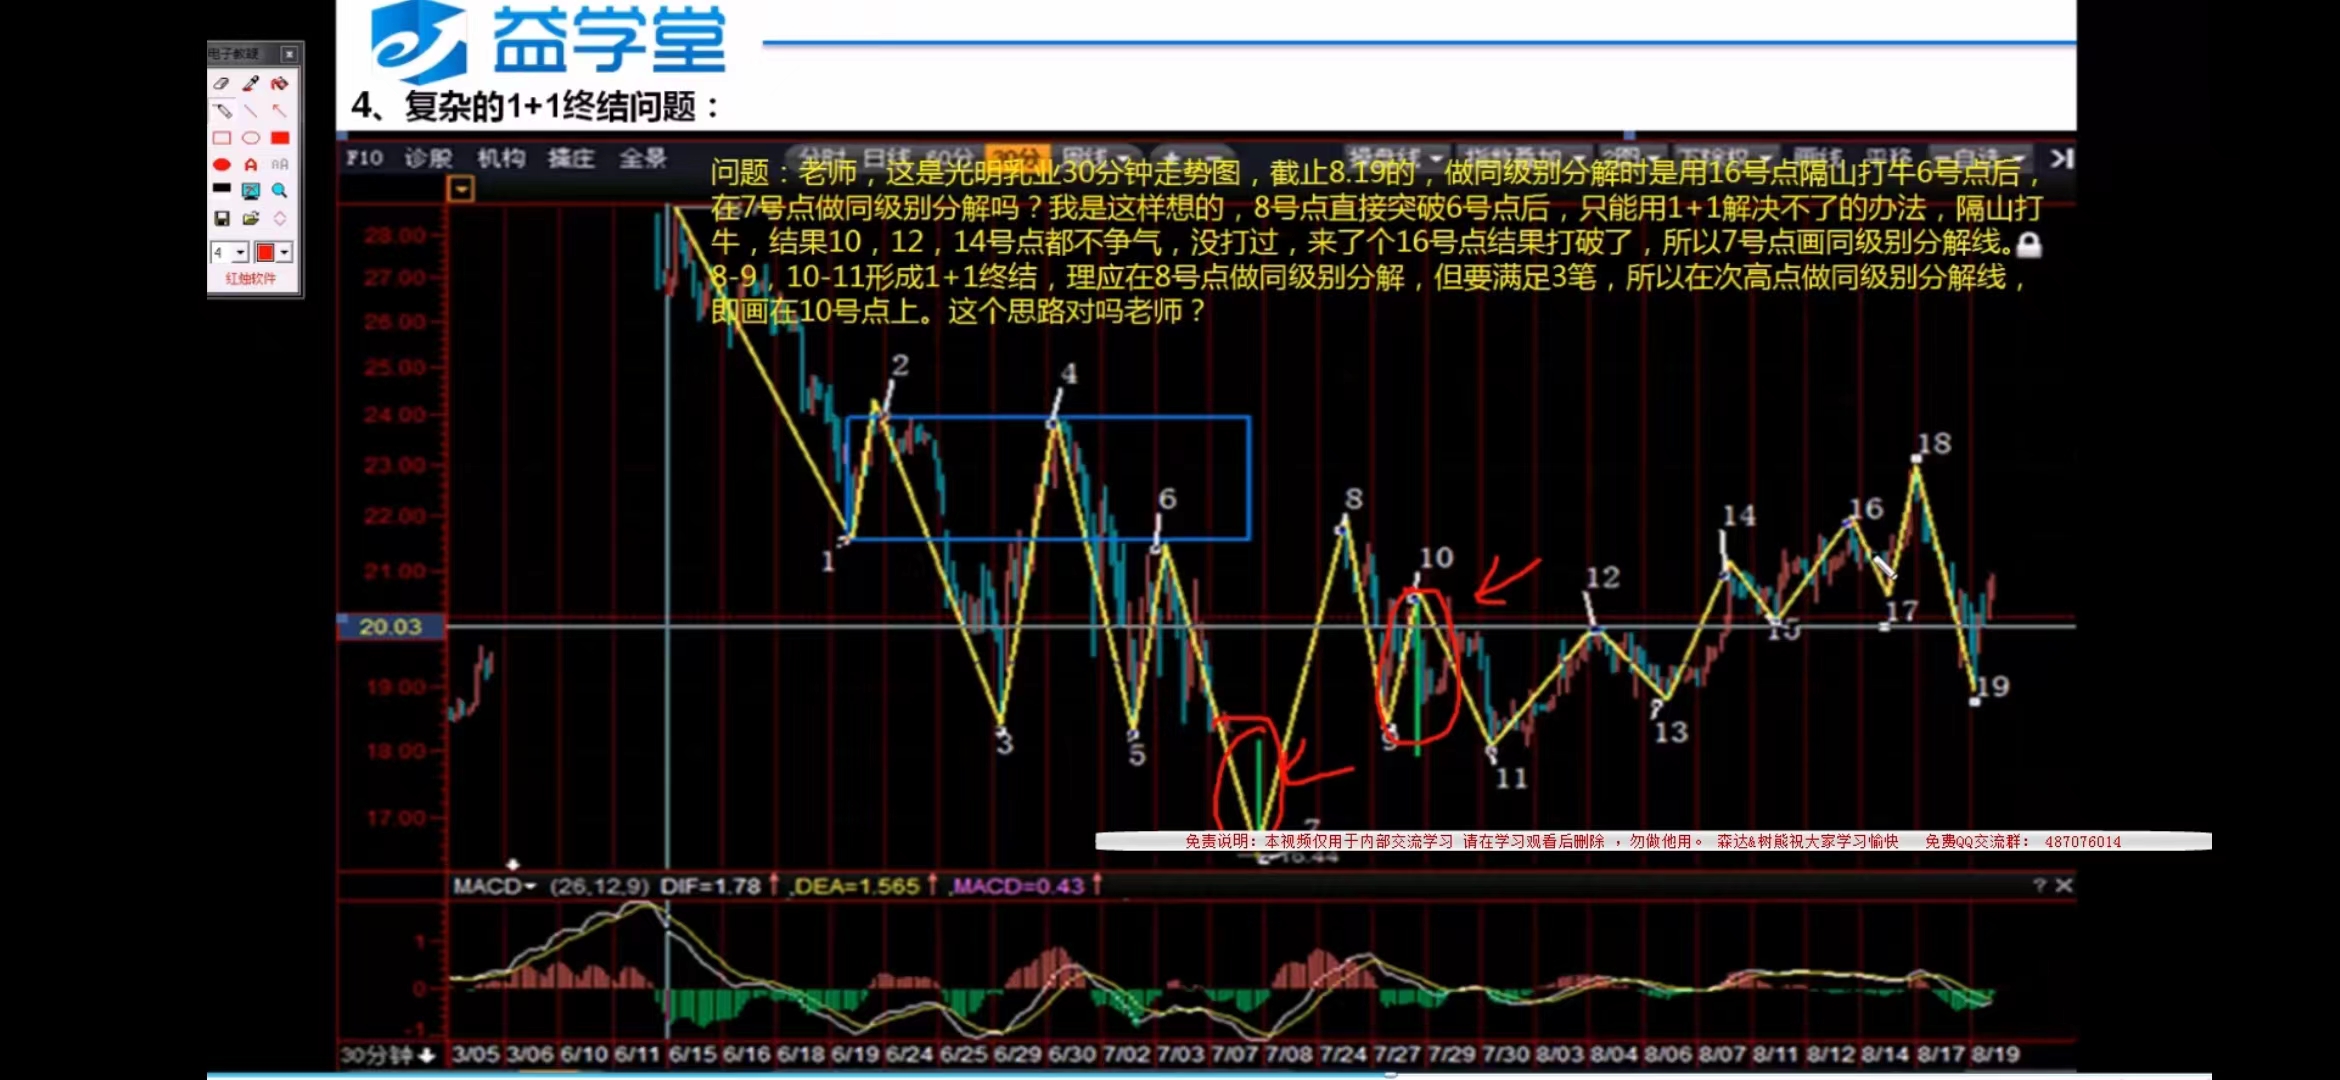 益学堂
电子教鞭
4、复杂的1+1终结问题：
F10 诊股 机构 操庄 全景
问题：老师，这是光明乳业30分钟走势图，截止8.19的，做同级别分解时是用16号点隔山打牛6号点后，
在7号点做同级别分解吗？我是这样想的，8号点直接突破6号点后，只能用1+1解决不了的办法，隔山打
牛，结果10，12，14号点都不争气，没打过，来了个16号点结果打破了，所以7号点画同级别分解线。
8-9，10-11形成1+1终结，理应在8号点做同级别分解，但要满足3笔，所以在次高点做同级别分解线，
即画在10号点上。这个思路对吗老师？
4
红烛软件
28.00
27.00
26.00
25.00
24.00
23.00
22.00
21.00
20.03
19.00
18.00
17.00
1
2
3
4
5
6
7
8
9
10
11
12
13
14
15
16
17
18
19
免责说明：本视频仅用于内部交流学习 请在学习观看后删除 ，勿做他用。 森达&树熊祝大家学习愉快 免费QQ交流群： 487076014
16.44
MACD (26,12,9) DIF=1.78 ,DEA=1.565 ,MACD=0.43
? X
1
0
-1
30分钟 3/05 3/06 6/10 6/11 6/15 6/16 6/18 6/19 6/24 6/25 6/29 6/30 7/02 7/03 7/07 7/08 7/24 7/27 7/29 7/30 8/03 8/04 8/06 8/07 8/11 8/12 8/14 8/17 8/19